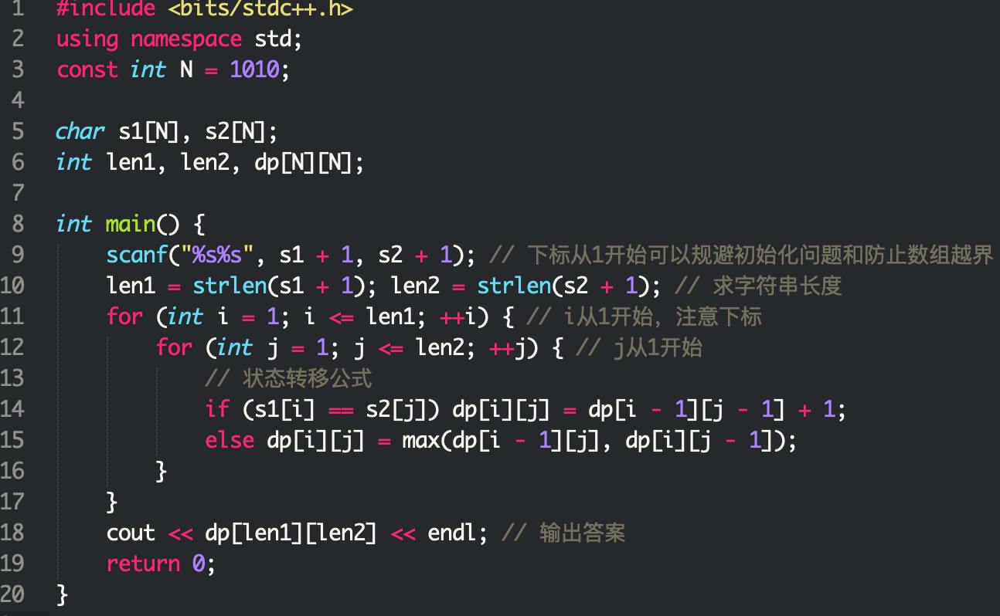 1 #include <bits/stdc++.h>
2 using namespace std;
3 const int N = 1010;
4
5 char s1[N], s2[N];
6 int len1, len2, dp[N][N];
7
8 int main() {
9     scanf("%s%s", s1 + 1, s2 + 1); // 下标从1开始可以规避初始化问题和防止数组越界
10     len1 = strlen(s1 + 1); len2 = strlen(s2 + 1); // 求字符串长度
11     for (int i = 1; i <= len1; ++i) { // i从1开始，注意下标
12         for (int j = 1; j <= len2; ++j) { // j从1开始
13             // 状态转移公式
14             if (s1[i] == s2[j]) dp[i][j] = dp[i - 1][j - 1] + 1;
15             else dp[i][j] = max(dp[i - 1][j], dp[i][j - 1]);
16         }
17     }
18     cout << dp[len1][len2] << endl; // 输出答案
19     return 0;
20 }